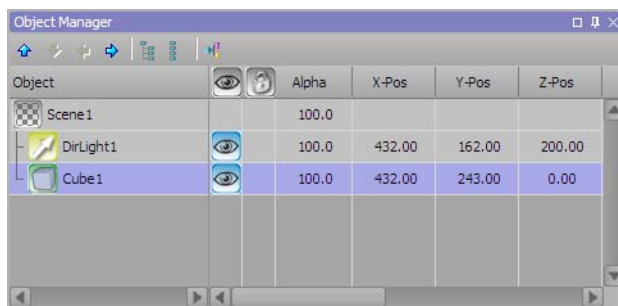 Object Manager
Object Alpha X-Pos Y-Pos Z-Pos
Scene1 100.0
DirLight1 100.0 432.00 162.00 200.00
Cube1 100.0 432.00 243.00 0.00